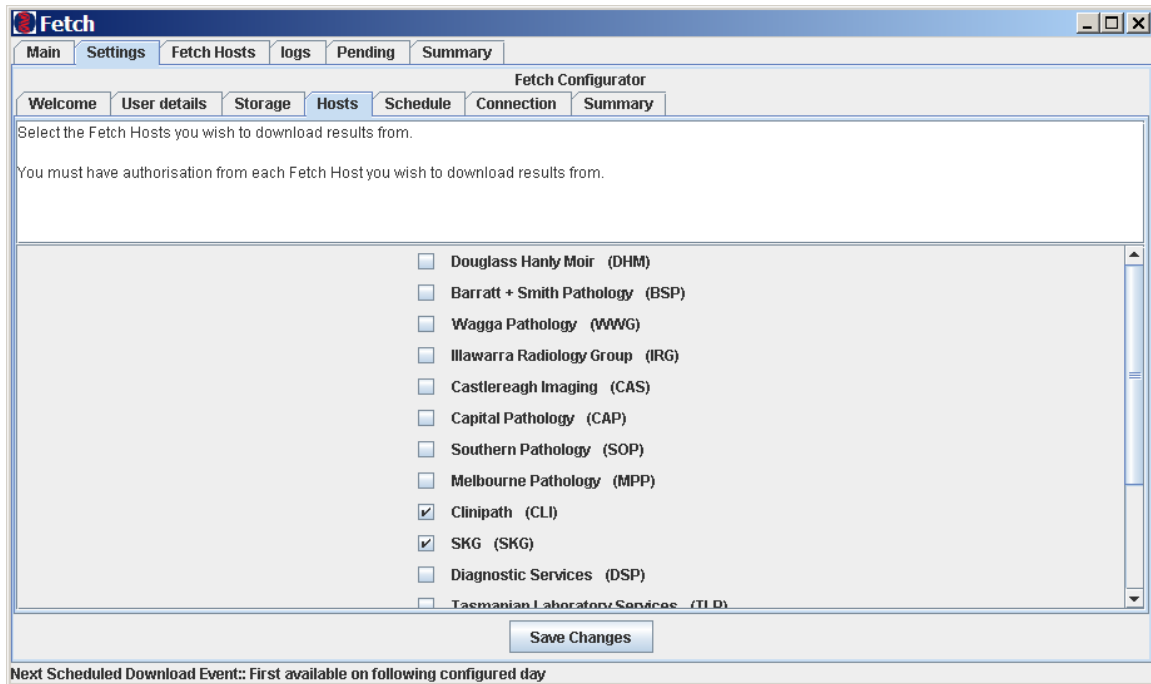 Fetch
Main Settings Fetch Hosts logs Pending Summary
Fetch Configurator
Welcome User details Storage Hosts Schedule Connection Summary
Select the Fetch Hosts you wish to download results from.
You must have authorisation from each Fetch Host you wish to download results from.
Douglass Hanly Moir (DHM)
Barratt + Smith Pathology (BSP)
Wagga Pathology (WWG)
Illawarra Radiology Group (IRG)
Castlereagh Imaging (CAS)
Capital Pathology (CAP)
Southern Pathology (SOP)
Melbourne Pathology (MPP)
Clinipath (CLI)
SKG (SKG)
Diagnostic Services (DSP)
Tasmanian Laboratory Services (TLP)
Save Changes
Next Scheduled Download Event:: First available on following configured day